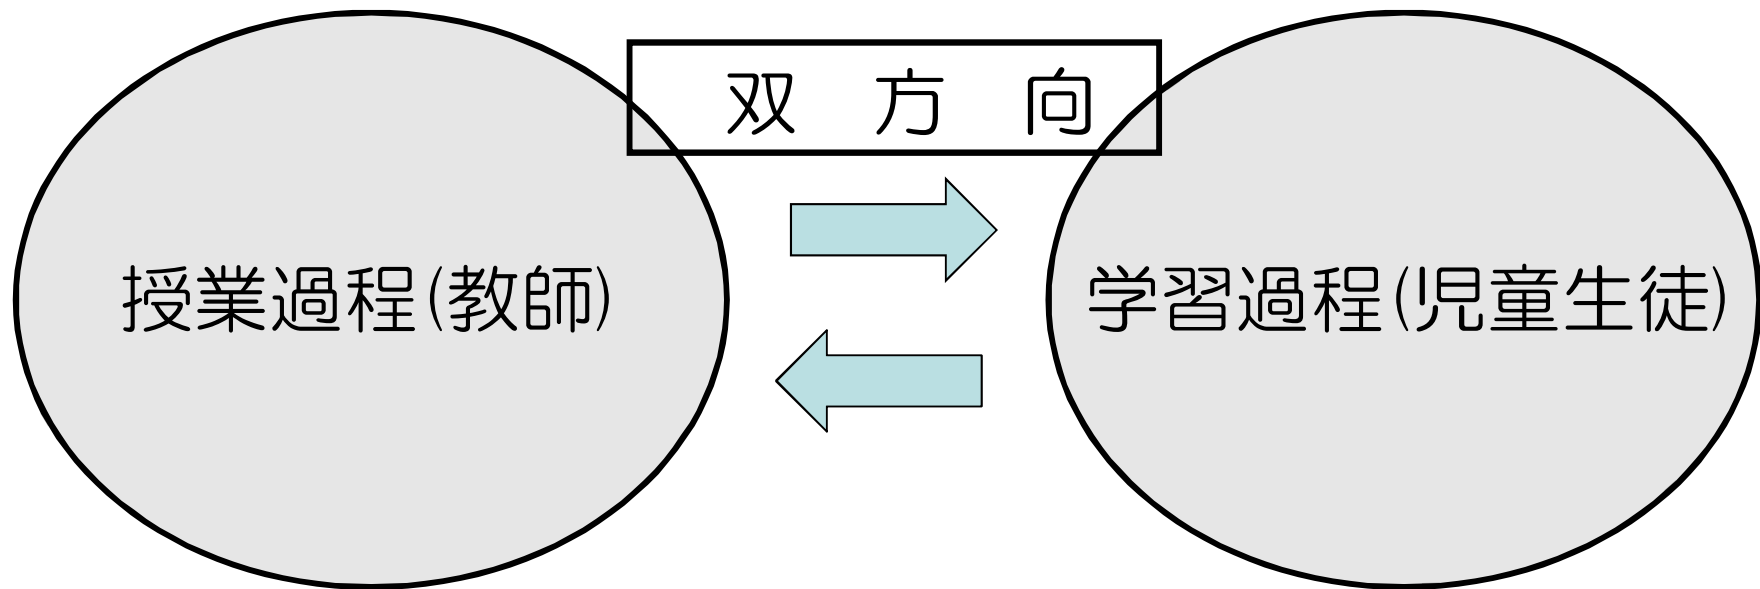 双　方　向
授業過程(教師)
学習過程(児童生徒)